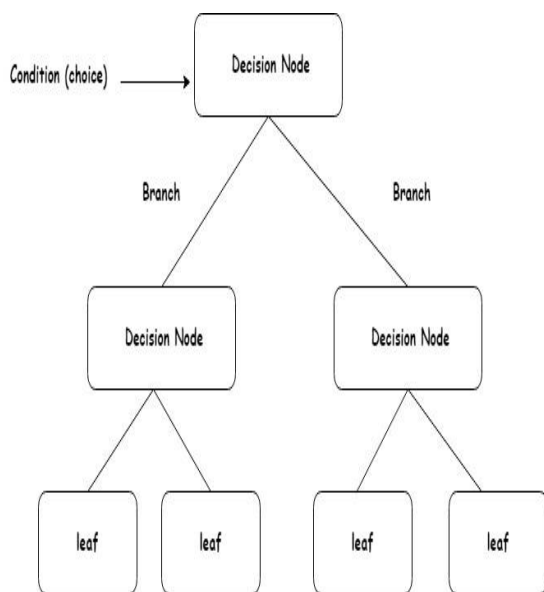 Decision Node
Condition (choice)
Branch
Branch
Decision Node
Decision Node
leaf
leaf
leaf
leaf